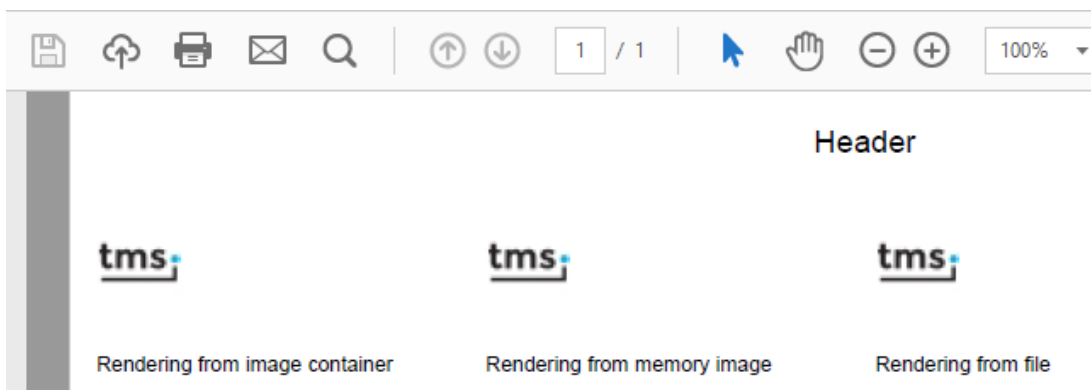 1 / 1 100%
Header
tms; tms; tms;
Rendering from image container Rendering from memory image Rendering from file